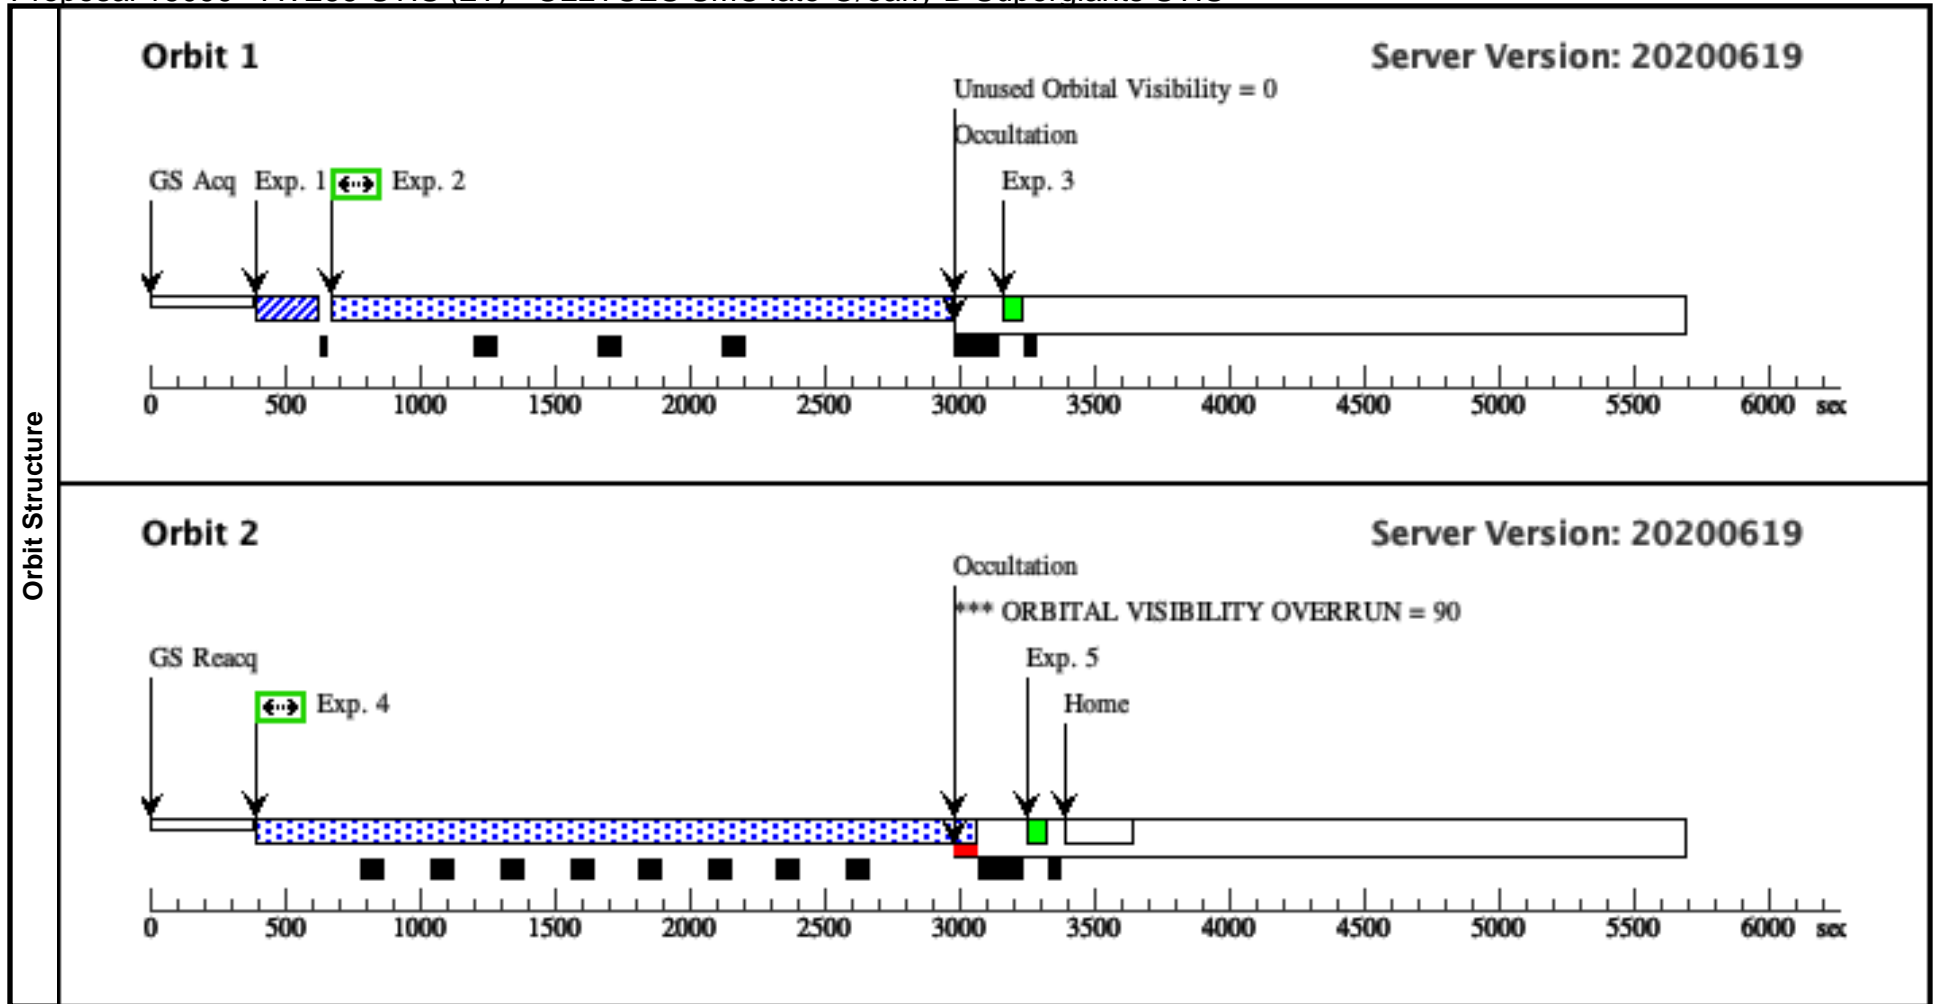 Orbit Structure
Orbit 1
Server Version: 20200619
Unused Orbital Visibility = 0
Occultation
GS Acq Exp. 1 Exp. 2 Exp. 3
0 500 1000 1500 2000 2500 3000 3500 4000 4500 5000 5500 6000 sec
Orbit 2
Server Version: 20200619
Occultation
*** ORBITAL VISIBILITY OVERRUN = 90
GS Reacq Exp. 5
Exp. 4 Home
0 500 1000 1500 2000 2500 3000 3500 4000 4500 5000 5500 6000 sec